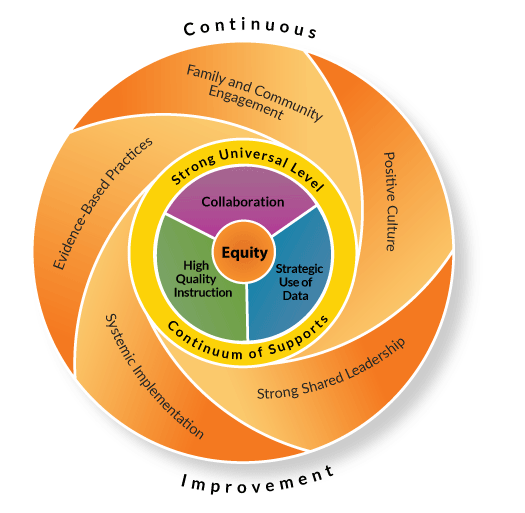 Continuous
Family and Community
Engagement
Positive Culture
Strong Shared Leadership
Systemic Implementation
Evidence-Based Practices
Strong Universal Level
Collaboration
Equity
High
Quality
Instruction
Strategic
Use of
Data
Continuum of Supports
Improvement